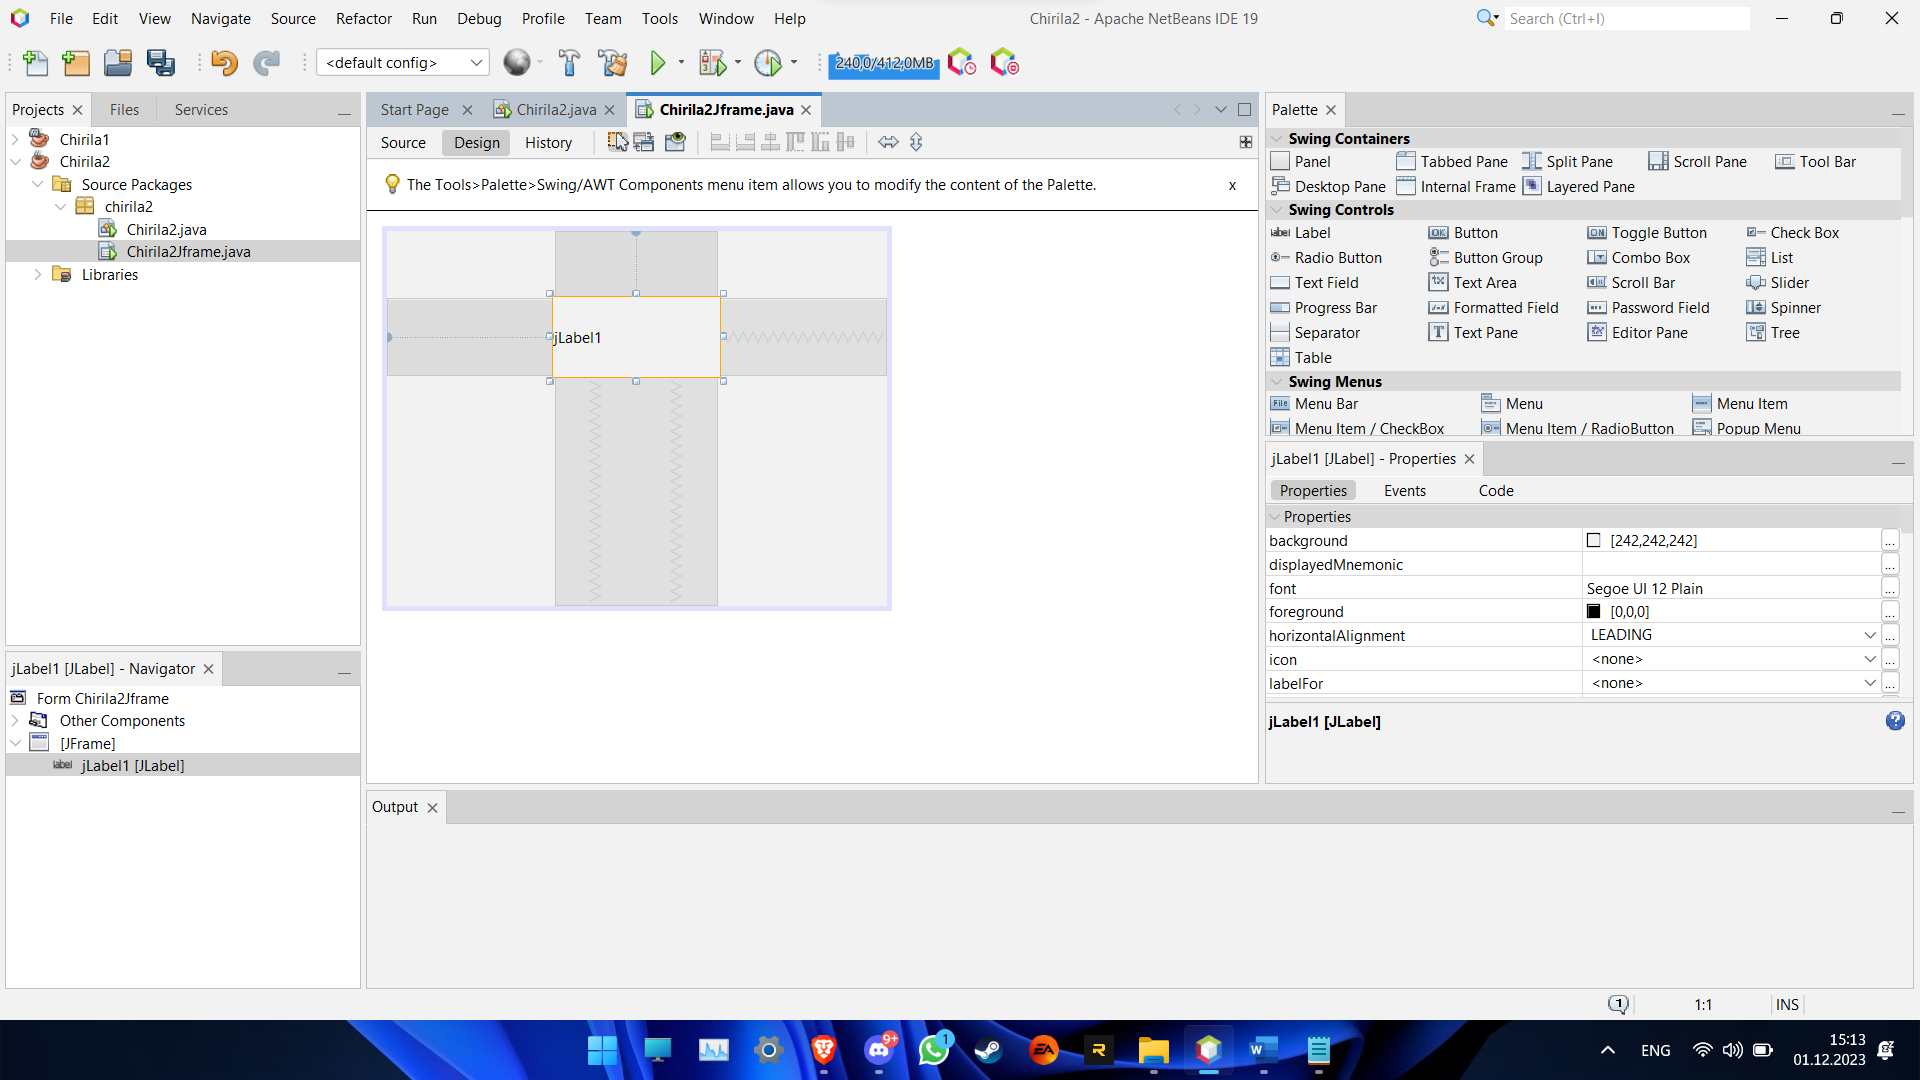 File Edit View Navigate Source Refactor Run Debug Profile Team Tools Window Help Chirila2 - Apache NetBeans IDE 19 Search (Ctrl+I)
<default config> 240,0/412,0MB
Projects Files Services
Chirila1
Chirila2
Source Packages
chirila2
Chirila2.java
Chirila2Jframe.java
Libraries
Start Page Chirila2.java Chirila2Jframe.java
Source Design History
The Tools>Palette>Swing/AWT Components menu item allows you to modify the content of the Palette. x
jLabel1
Palette
Swing Containers
Panel Tabbed Pane Split Pane Scroll Pane Tool Bar
Desktop Pane Internal Frame Layered Pane
Swing Controls
label Label OK Button ON Toggle Button Check Box
Radio Button Button Group Combo Box List
Text Field Text Area Scroll Bar Slider
Progress Bar Formatted Field Password Field Spinner
Separator Text Pane Editor Pane Tree
Table
Swing Menus
File Menu Bar Menu Menu Item
Menu Item / CheckBox Menu Item / RadioButton Popup Menu
jLabel1 [JLabel] - Properties
Properties Events Code
Properties
background [242,242,242] ...
displayedMnemonic ...
font Segoe UI 12 Plain ...
foreground [0,0,0] ...
horizontalAlignment LEADING ...
icon <none> ...
labelFor <none> ...
jLabel1 [JLabel] ?
jLabel1 [JLabel] - Navigator
Form Chirila2Jframe
Other Components
[JFrame]
label jLabel1 [JLabel]
Output
1 1:1 INS
9+ 1 EA R W ENG 15:13
01.12.2023